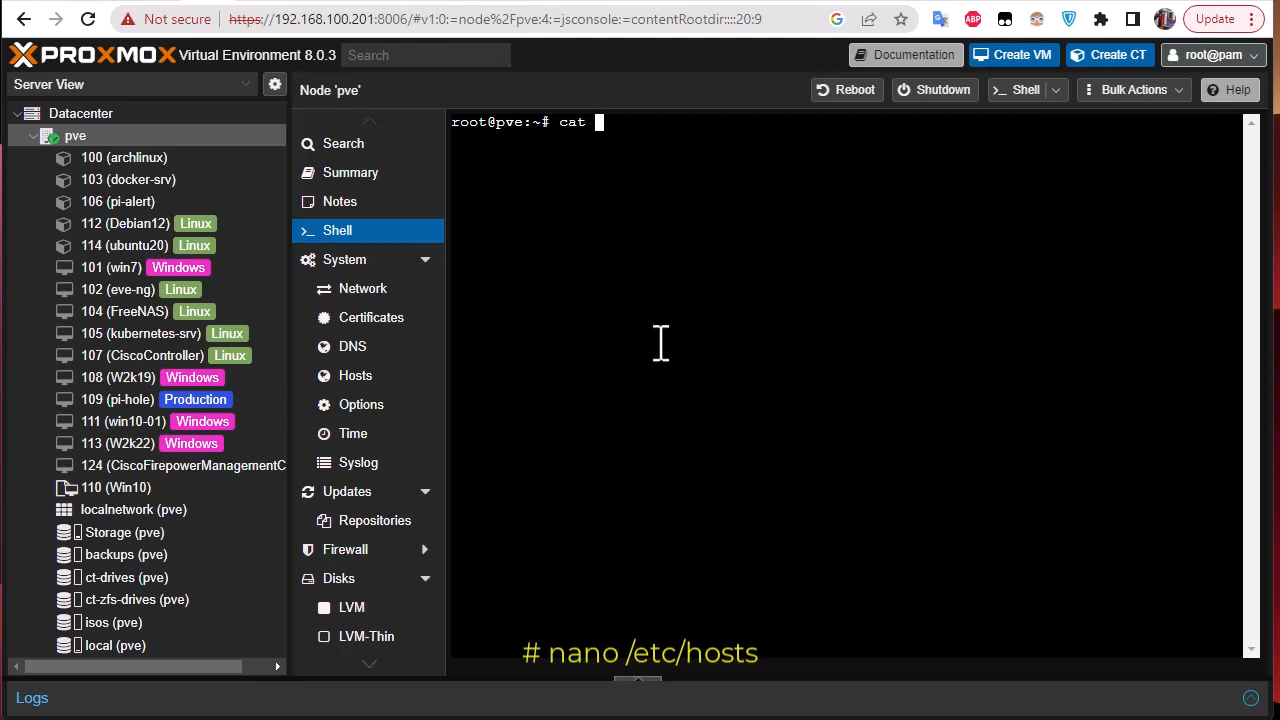 Not secure https://192.168.100.201:8006/#v1:0:=node%2Fpve:4:=jsconsole:=contentRootdir::::20:9
ABP
Update
PROXMOX Virtual Environment 8.0.3
Search
Documentation
Create VM
Create CT
root@pam
Server View
Node 'pve'
Reboot
Shutdown
Shell
Bulk Actions
Help
Datacenter
pve
100 (archlinux)
103 (docker-srv)
106 (pi-alert)
112 (Debian12) Linux
114 (ubuntu20) Linux
101 (win7) Windows
102 (eve-ng) Linux
104 (FreeNAS) Linux
105 (kubernetes-srv) Linux
107 (CiscoController) Linux
108 (W2k19) Windows
109 (pi-hole) Production
111 (win10-01) Windows
113 (W2k22) Windows
124 (CiscoFirepowerManagementC
110 (Win10)
localnetwork (pve)
Storage (pve)
backups (pve)
ct-drives (pve)
ct-zfs-drives (pve)
isos (pve)
local (pve)
Search
Summary
Notes
Shell
System
Network
Certificates
DNS
Hosts
Options
Time
Syslog
Updates
Repositories
Firewall
Disks
LVM
LVM-Thin
root@pve:~# cat
# nano /etc/hosts
Logs